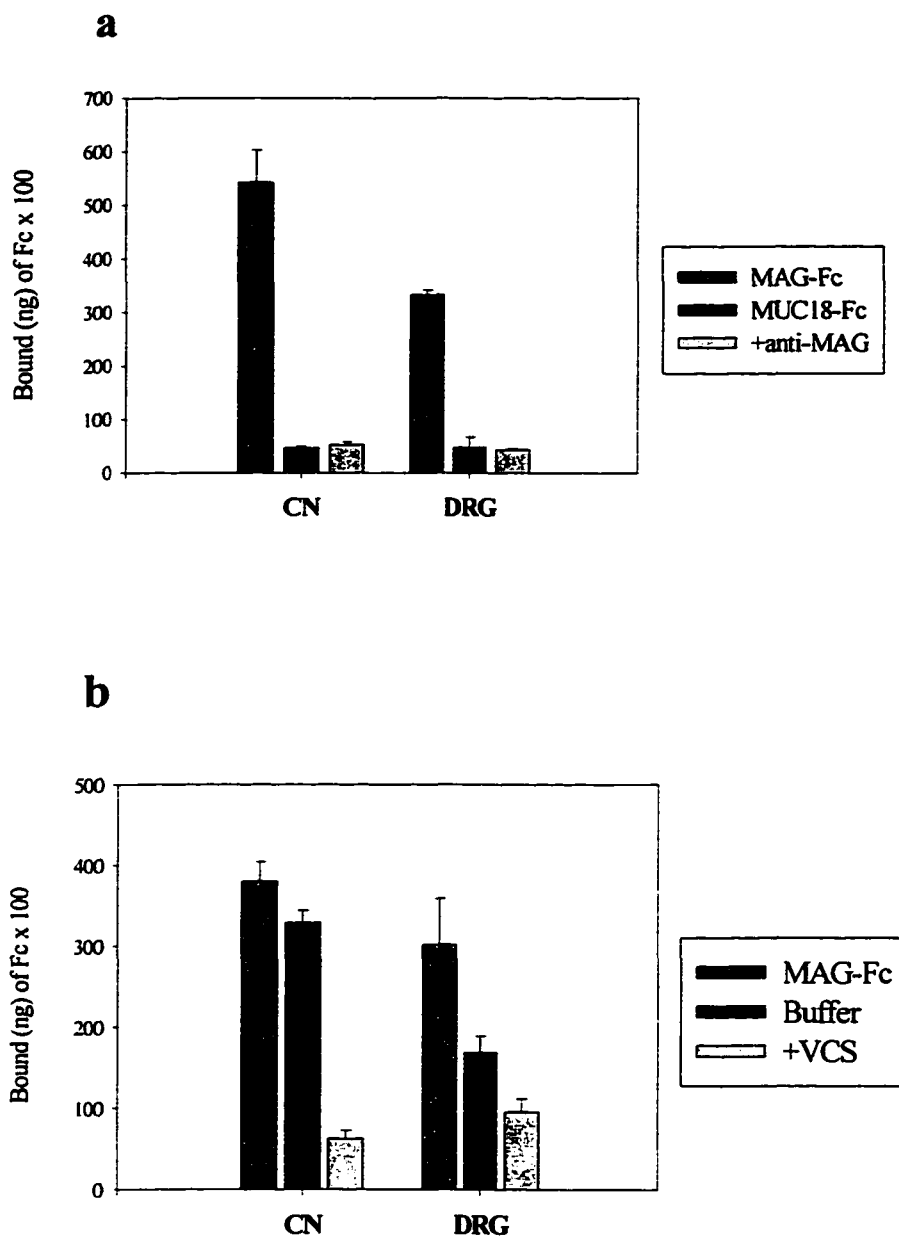 a
700
600
500
400
300
200
100
0
Bound (ng) of Fc x 100
CN DRG
MAG-Fc
MUC18-Fc
+anti-MAG
b
500
400
300
200
100
0
Bound (ng) of Fc x 100
CN DRG
MAG-Fc
Buffer
+VCS